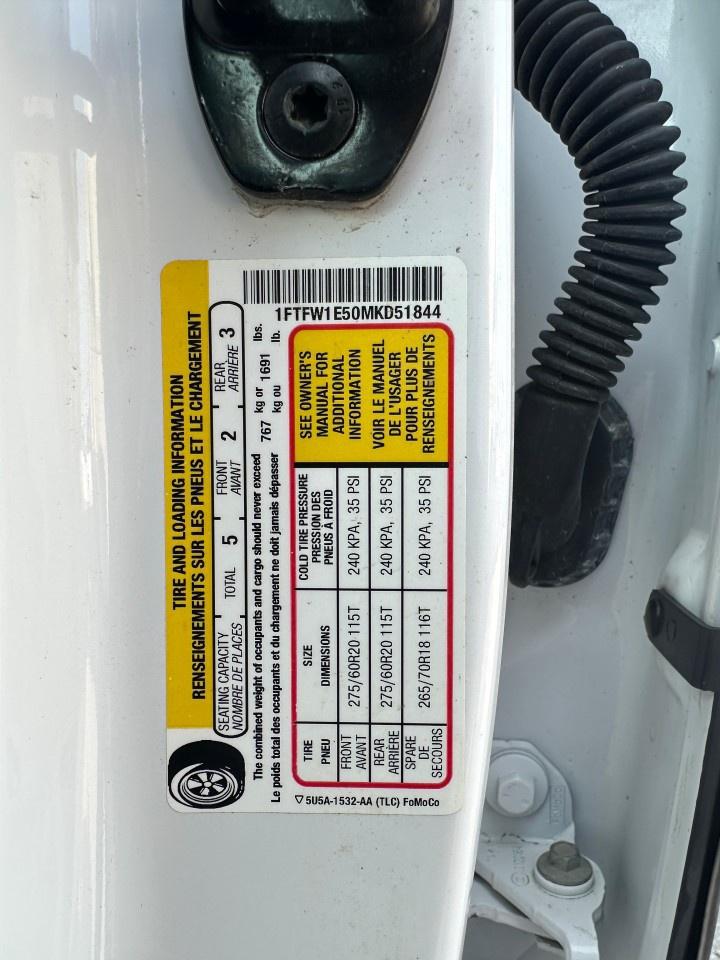 TIRE AND LOADING INFORMATION
RENSEIGNEMENTS SUR LES PNEUS ET LE CHARGEMENT
SEATING CAPACITY
NOMBRE DE PLACES
TOTAL 5
FRONT
AVANT
2
REAR
ARRIÈRE
3
The combined weight of occupants and cargo should never exceed 767 kg or 1691 lbs.
Le poids total des occupants et du chargement ne doit jamais dépasser kg ou lb.
1FTFW1E50MKD51844
TIRE
PNEU
SIZE
DIMENSIONS
COLD TIRE PRESSURE
PRESSION DES
PNEUS À FROID
FRONT
AVANT
275/60R20 115T
240 KPA, 35 PSI
REAR
ARRIÈRE
275/60R20 115T
240 KPA, 35 PSI
SPARE
DE
SECOURS
265/70R18 116T
240 KPA, 35 PSI
SEE OWNER'S
MANUAL FOR
ADDITIONAL
INFORMATION
VOIR LE MANUEL
DE L'USAGER
POUR PLUS DE
RENSEIGNEMENTS
5U5A-1532-AA (TLC) FoMoCo